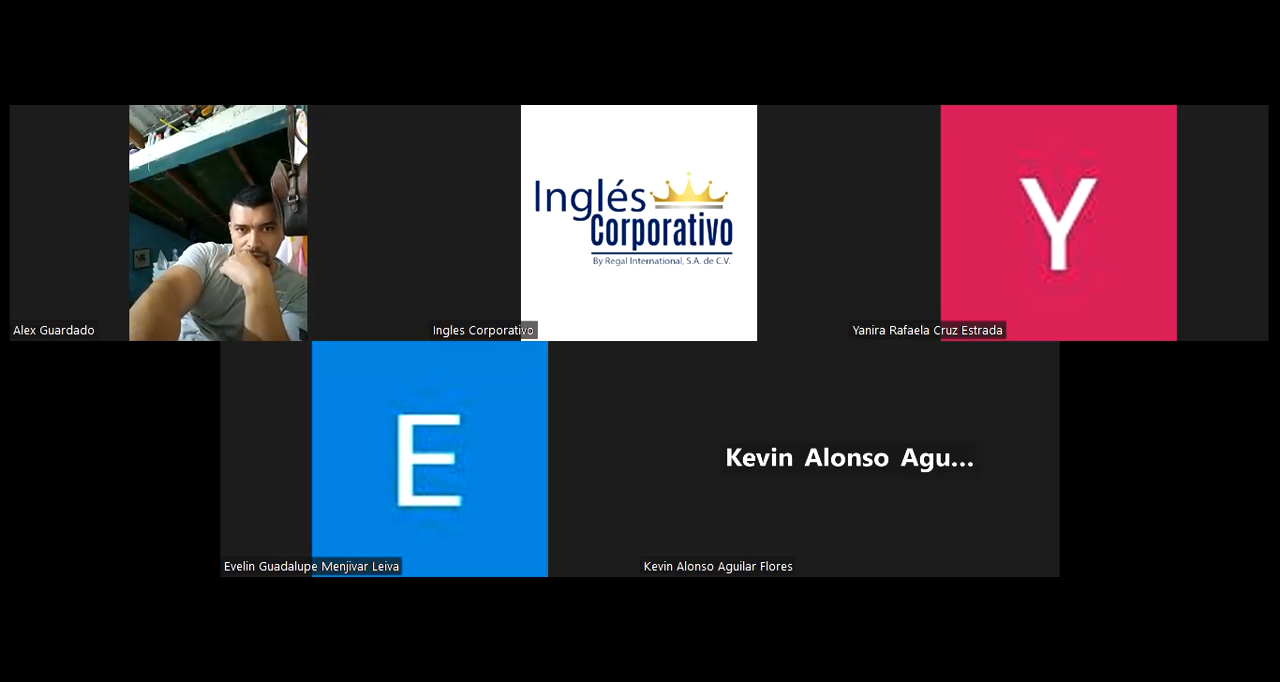 Inglés
Corporativo
By Regal International, S.A. de C.V.
Alex Guardado
Ingles Corporativo
Y
Yanira Rafaela Cruz Estrada
E
Kevin Alonso Agu...
Evelin Guadalupe Menjivar Leiva
Kevin Alonso Aguilar Flores